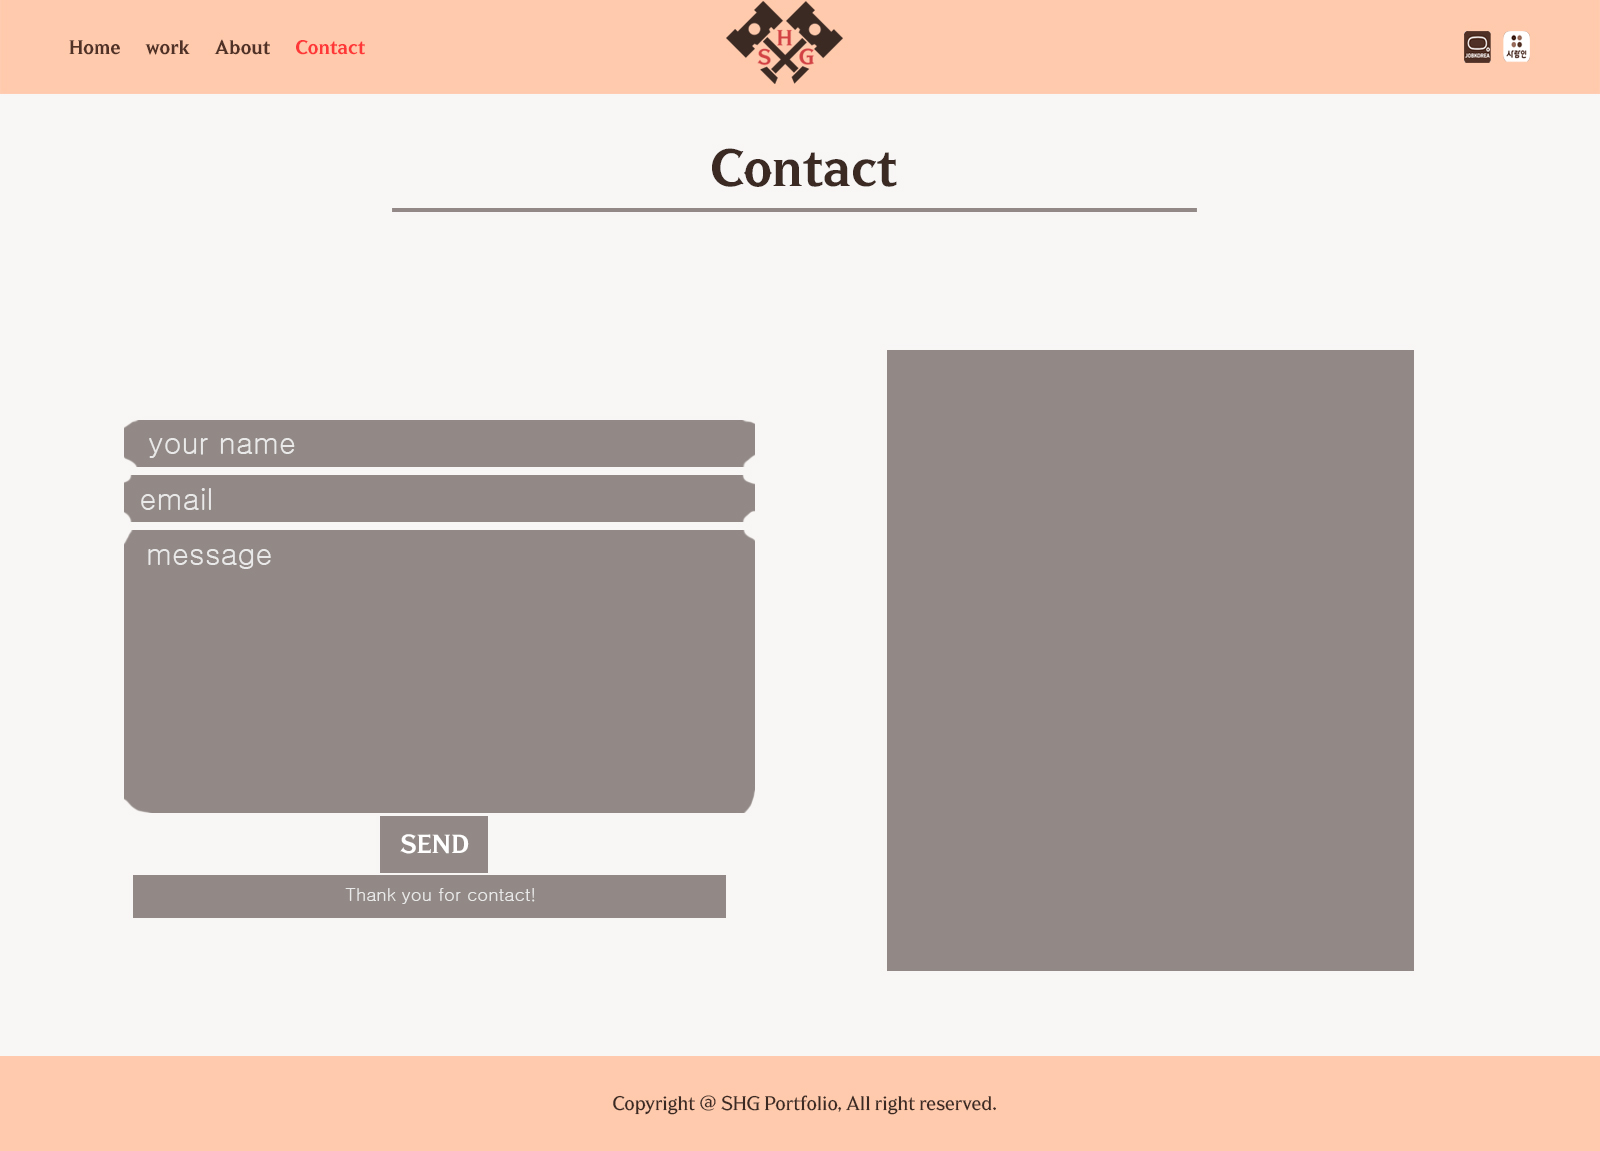 Home work About Contact
H
S G
JOBKOREA
사람인
Contact
your name
email
message
SEND
Thank you for contact!
Copyright @ SHG Portfolio, All right reserved.